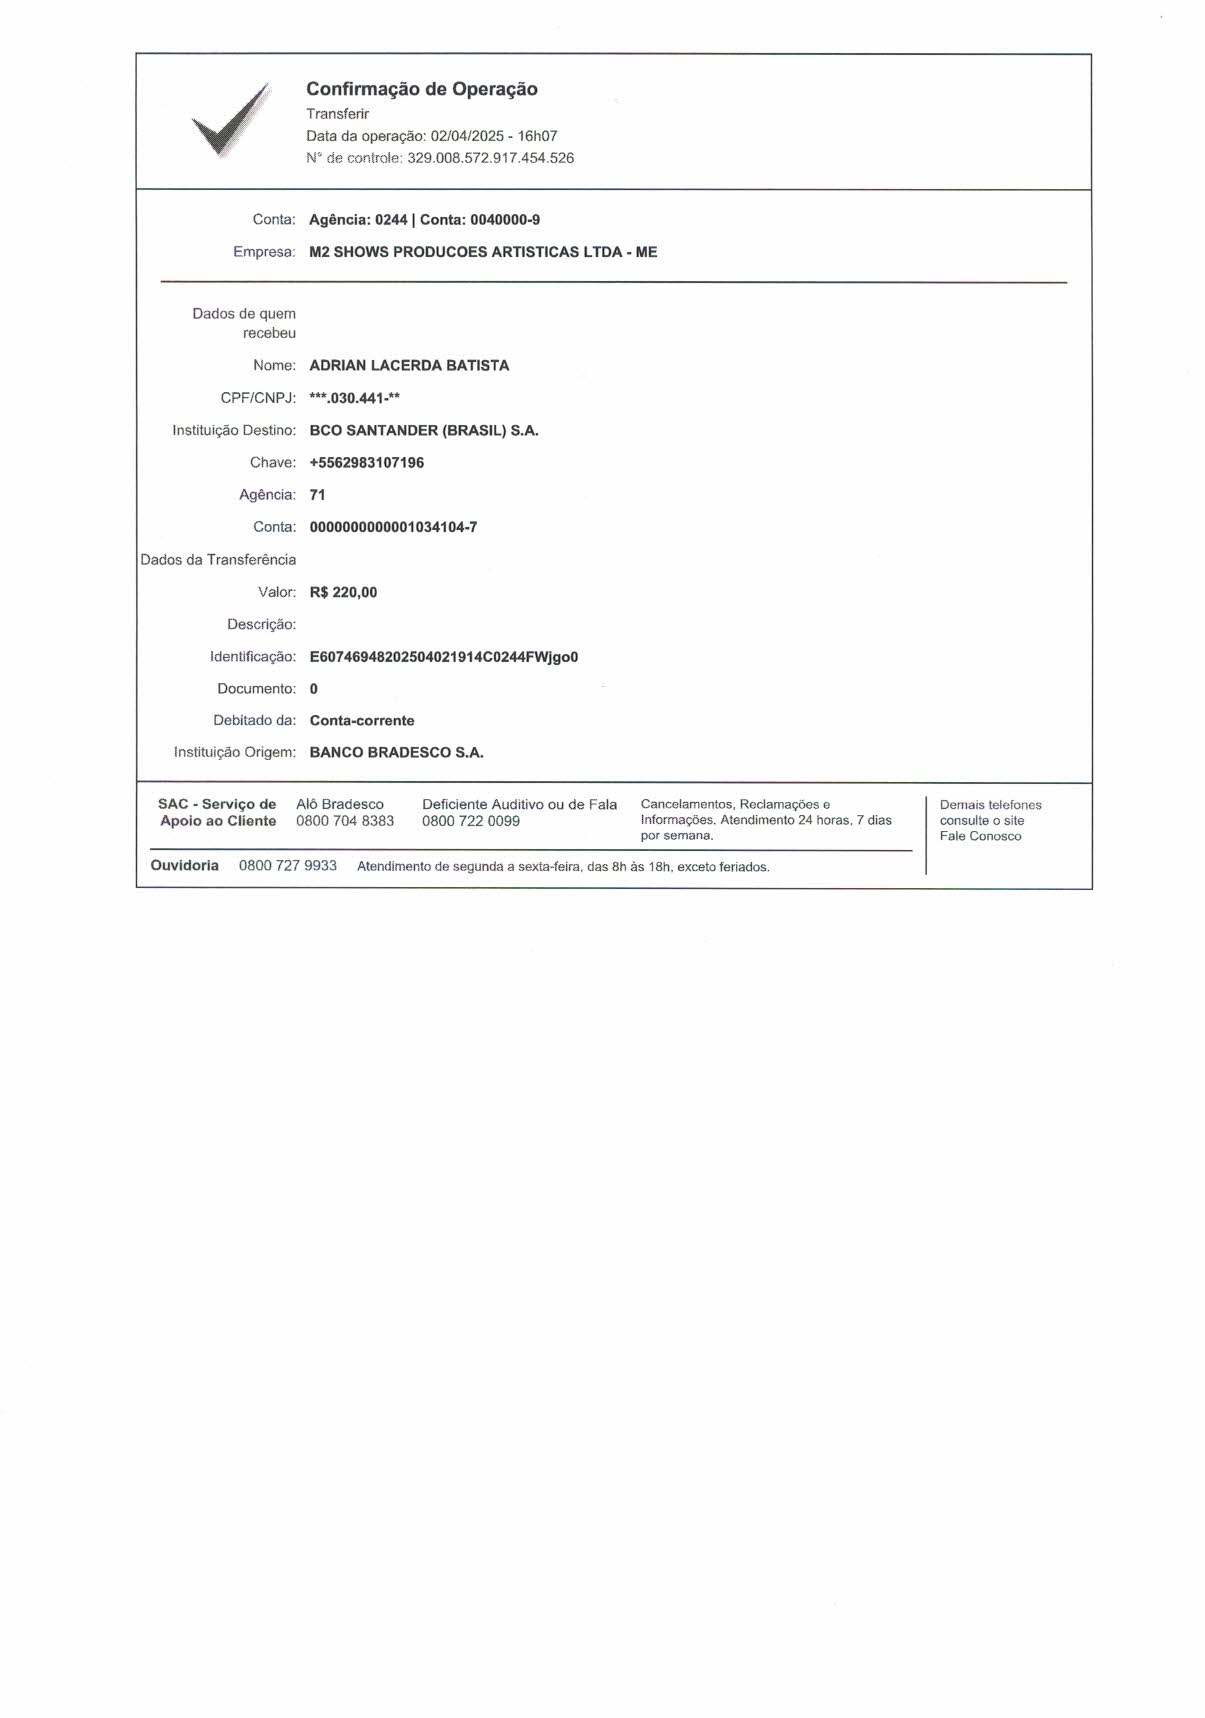 Confirmação de Operação
Transferir
Data da operação: 02/04/2025 - 16h07
N° de controle: 329.008.572.917.454.526
Conta: Agência: 0244 | Conta: 0040000-9
Empresa: M2 SHOWS PRODUCOES ARTISTICAS LTDA - ME
Dados de quem
recebeu
Nome: ADRIAN LACERDA BATISTA
CPF/CNPJ: ***.030.441-**
Instituição Destino: BCO SANTANDER (BRASIL) S.A.
Chave: +5562983107196
Agência: 71
Conta: 0000000000001034104-7
Dados da Transferência
Valor: R$ 220,00
Descrição:
Identificação: E60746948202504021914C0244FWjgo0
Documento: 0
Debitado da: Conta-corrente
Instituição Origem: BANCO BRADESCO S.A.
SAC - Serviço de Apoio ao Cliente
Alô Bradesco
0800 704 8383
Deficiente Auditivo ou de Fala
0800 722 0099
Cancelamentos, Reclamações e
Informações. Atendimento 24 horas, 7 dias
por semana.
Demais telefones
consulte o site
Fale Conosco
Ouvidoria 0800 727 9933 Atendimento de segunda a sexta-feira, das 8h às 18h, exceto feriados.